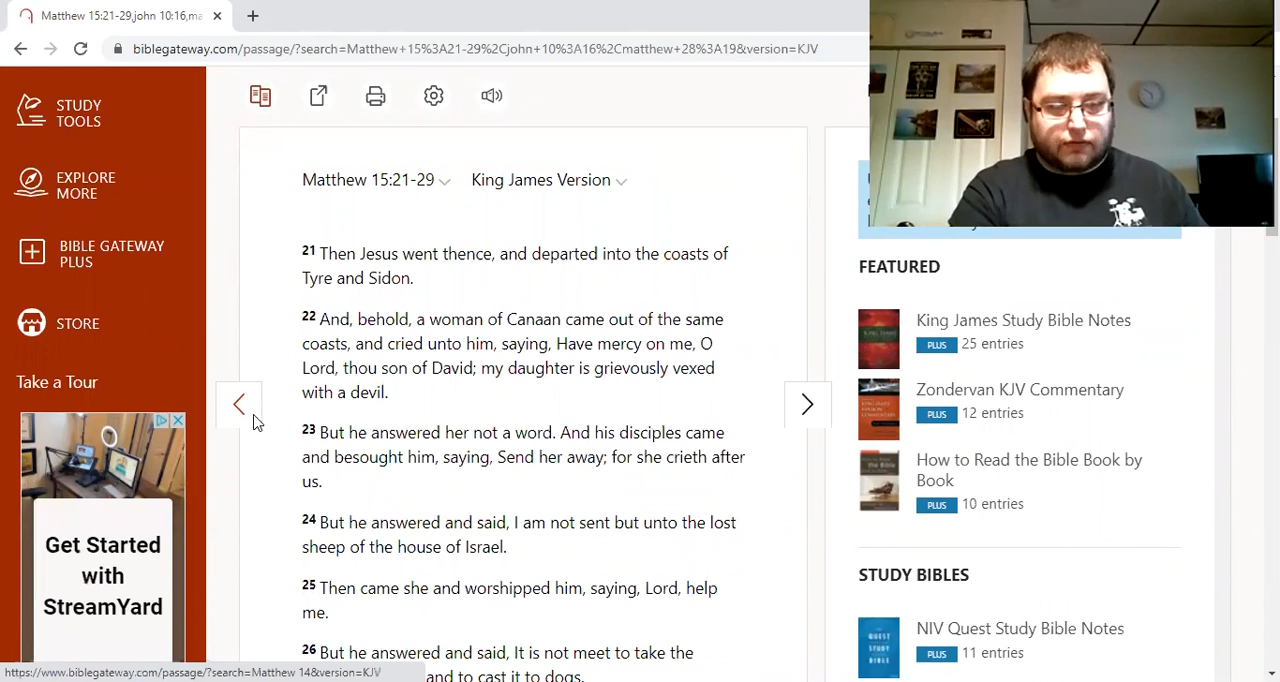 Matthew 15:21-29,john 10:16,ma
biblegateway.com/passage/?search=Matthew+15%3A21-29%2Cjohn+10%3A16%2Cmatthew+28%3A19&version=KJV
STUDY
TOOLS
EXPLORE
MORE
BIBLE GATEWAY
PLUS
STORE
Take a Tour
Get Started
with
StreamYard
Matthew 15:21-29 King James Version
21 Then Jesus went thence, and departed into the coasts of
Tyre and Sidon.
22 And, behold, a woman of Canaan came out of the same
coasts, and cried unto him, saying, Have mercy on me, O
Lord, thou son of David; my daughter is grievously vexed
with a devil.
23 But he answered her not a word. And his disciples came
and besought him, saying, Send her away; for she crieth after
us.
24 But he answered and said, I am not sent but unto the lost
sheep of the house of Israel.
25 Then came she and worshipped him, saying, Lord, help
me.
26 But he answered and said, It is not meet to take the
and to cast it to dogs.
FEATURED
King James Study Bible Notes
PLUS 25 entries
Zondervan KJV Commentary
PLUS 12 entries
How to Read the Bible Book by
Book
PLUS 10 entries
STUDY BIBLES
NIV Quest Study Bible Notes
PLUS 11 entries
https://www.biblegateway.com/passage/?search=Matthew 14&version=KJV